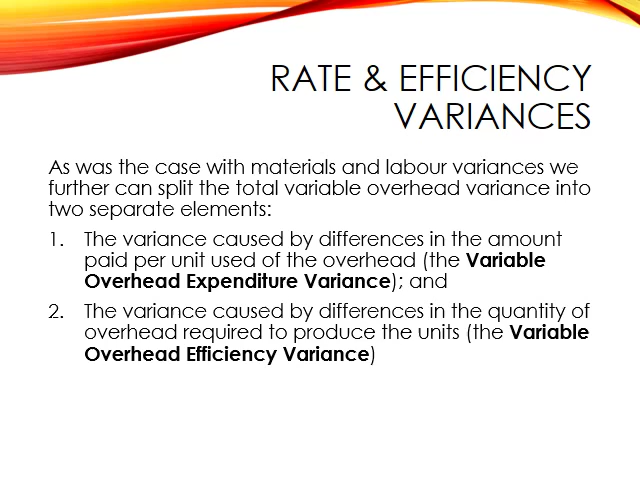 RATE & EFFICIENCY
VARIANCES
As was the case with materials and labour variances we
further can split the total variable overhead variance into
two separate elements:
1. The variance caused by differences in the amount
paid per unit used of the overhead (the Variable
Overhead Expenditure Variance); and
2. The variance caused by differences in the quantity of
overhead required to produce the units (the Variable
Overhead Efficiency Variance)